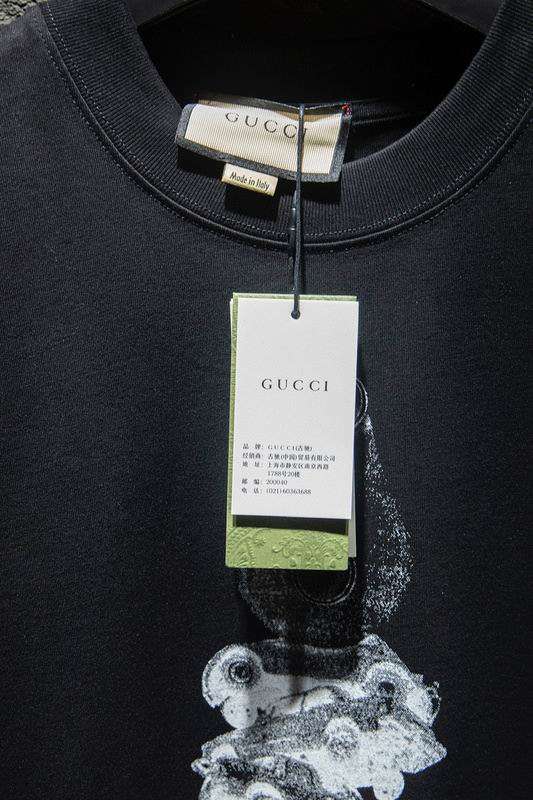 GUCCI
Made in Italy
GUCCI
品 牌: GUCCI(古驰)
经销商: 古驰(中国)贸易有限公司
地 址: 上海市静安区南京西路
1788号20楼
邮 编: 200040
电 话: (021)60363688